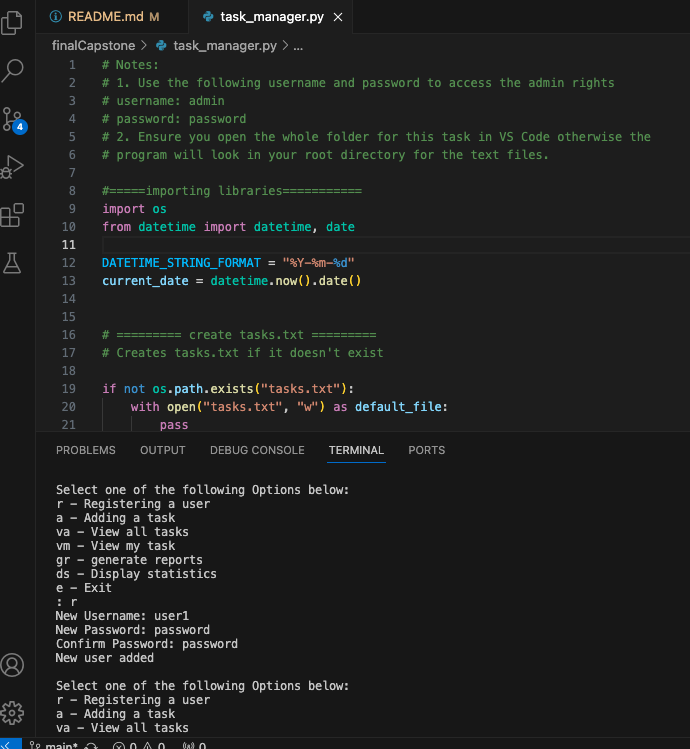 README.md M
task_manager.py
finalCapstone > task_manager.py > ...
1 # Notes:
2 # 1. Use the following username and password to access the admin rights
3 # username: admin
4 # password: password
5 # 2. Ensure you open the whole folder for this task in VS Code otherwise the
6 # program will look in your root directory for the text files.
7
8 #=====importing libraries===========
9 import os
10 from datetime import datetime, date
11
12 DATETIME_STRING_FORMAT = "%Y-%m-%d"
13 current_date = datetime.now().date()
14
15
16 # ========= create tasks.txt =========
17 # Creates tasks.txt if it doesn't exist
18
19 if not os.path.exists("tasks.txt"):
20 with open("tasks.txt", "w") as default_file:
21 pass
4
PROBLEMS OUTPUT DEBUG CONSOLE TERMINAL PORTS
Select one of the following Options below:
r - Registering a user
a - Adding a task
va - View all tasks
vm - View my task
gr - generate reports
ds - Display statistics
e - Exit
: r
New Username: user1
New Password: password
Confirm Password: password
New user added
Select one of the following Options below:
r - Registering a user
a - Adding a task
va - View all tasks
main* 0 0 0